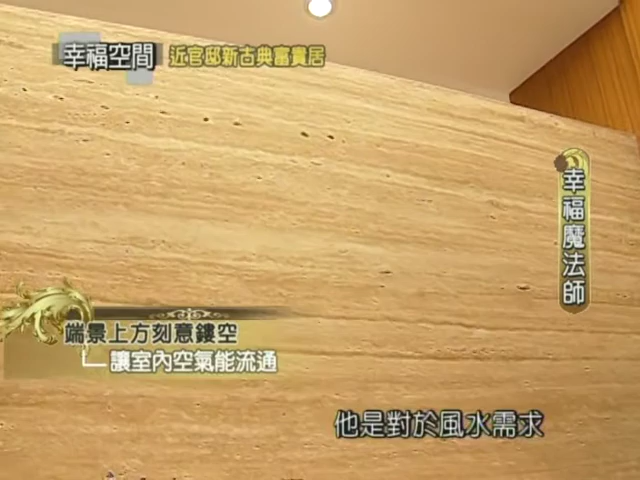 幸福空間
近官邸新古典富貴居
幸福魔法師
端景上方刻意鏤空
讓室內空氣能流通
他是對於風水需求